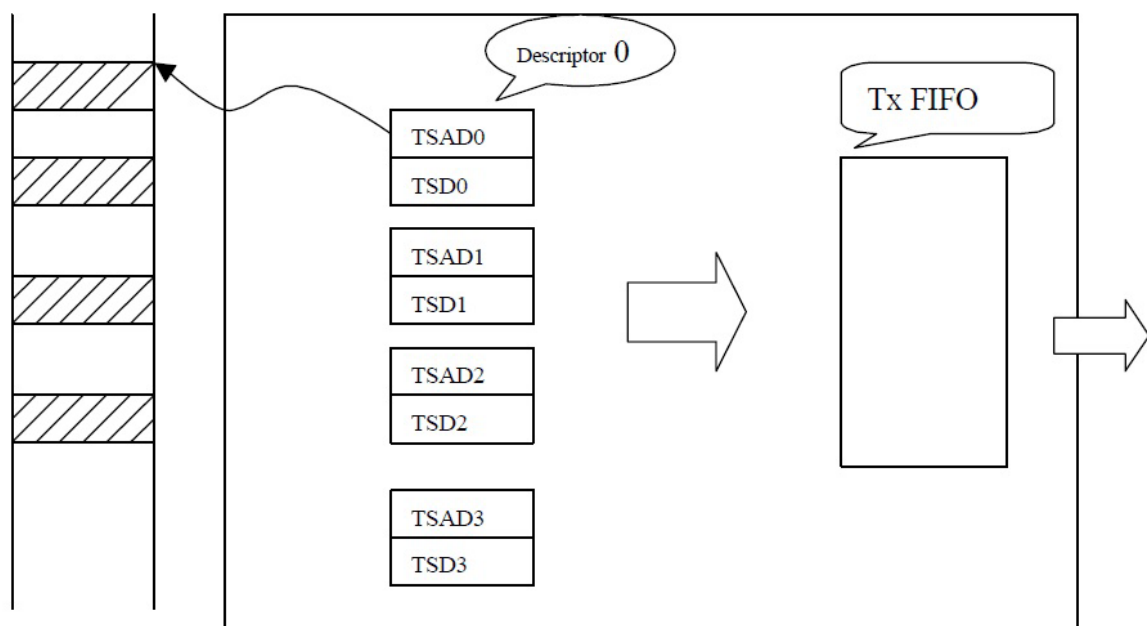 Descriptor 0
Tx FIFO
TSAD0
TSD0
TSAD1
TSD1
TSAD2
TSD2
TSAD3
TSD3